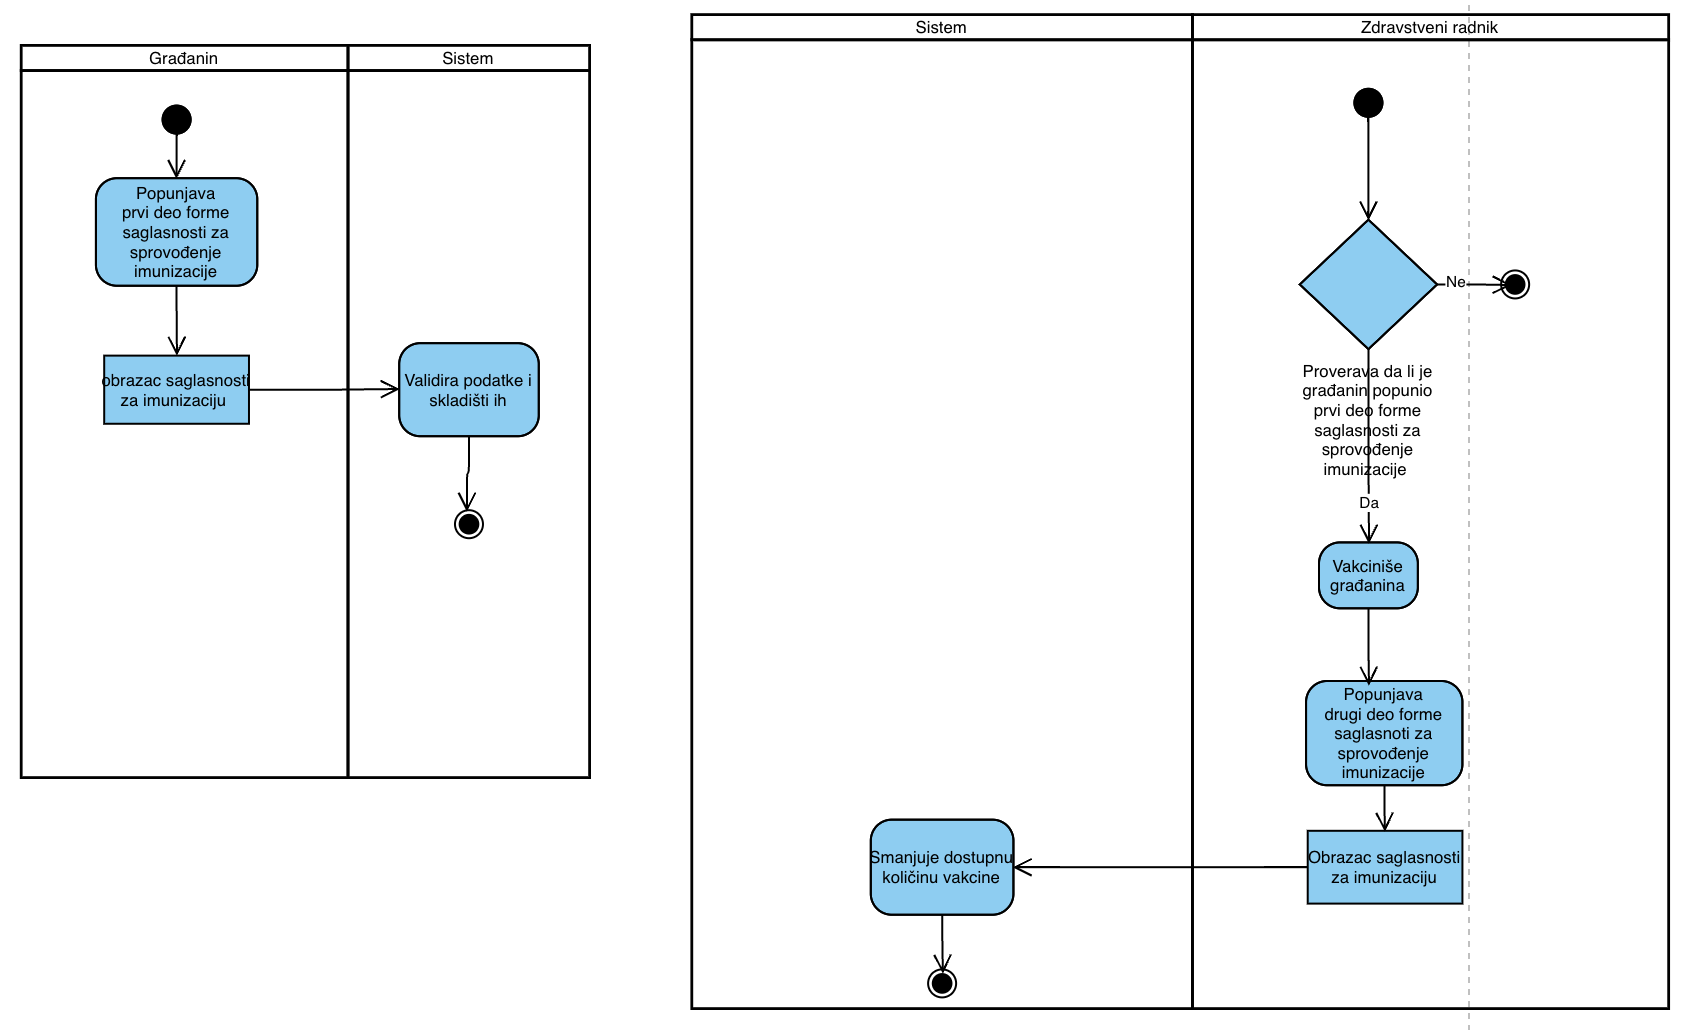 Građanin
Sistem
Popunjava
prvi deo forme
saglasnosti za
sprovođenje
imunizacije
obrazac saglasnosti
za imunizaciju
Validira podatke i
skladišti ih
Sistem
Zdravstveni radnik
Ne
Proverava da li je
građanin popunio
prvi deo forme
saglasnosti za
sprovođenje
imunizacije
Da
Vakciniše
građanina
Popunjava
drugi deo forme
saglasnoti za
sprovođenje
imunizacije
Obrazac saglasnosti
za imunizaciju
Smanjuje dostupnu
količinu vakcine